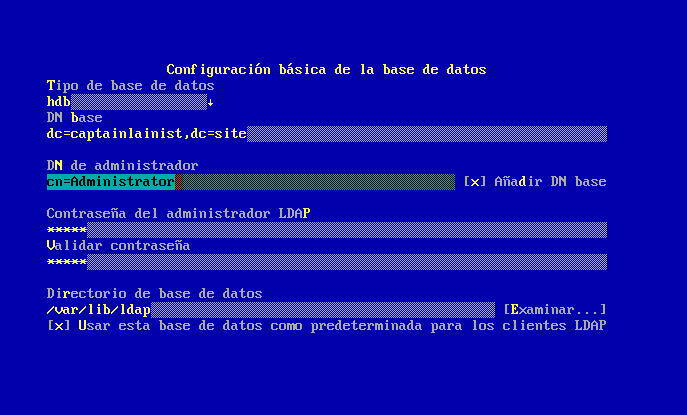 Configuración básica de la base de datos
Tipo de base de datos
hdb
DN base
dc=captainlainist,dc=site
DN de administrador
cn=Administrator [x] Añadir DN base
Contraseña del administrador LDAP
*****
Validar contraseña
*****
Directorio de base de datos
/var/lib/ldap [Examinar...]
[x] Usar esta base de datos como predeterminada para los clientes LDAP